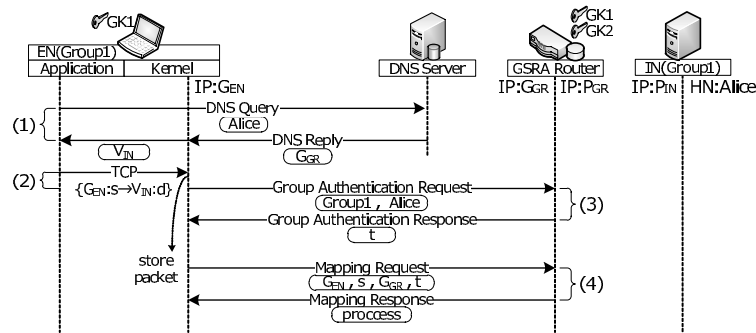 GK1
GK1
GK2
EN(Group1)
Application Kernel
DNS Server
GSRA Router
IN(Group1)
IP:GEN
IP:GGR IP:PGR
IP:PIN HN:Alice
DNS Query
Alice
(1)
DNS Reply
GGR
VIN
(2)
TCP
{GEN:s→VIN:d}
Group Authentication Request
Group1 , Alice
(3)
Group Authentication Response
t
store
packet
Mapping Request
GEN , s , GGR , t
(4)
Mapping Response
proccess